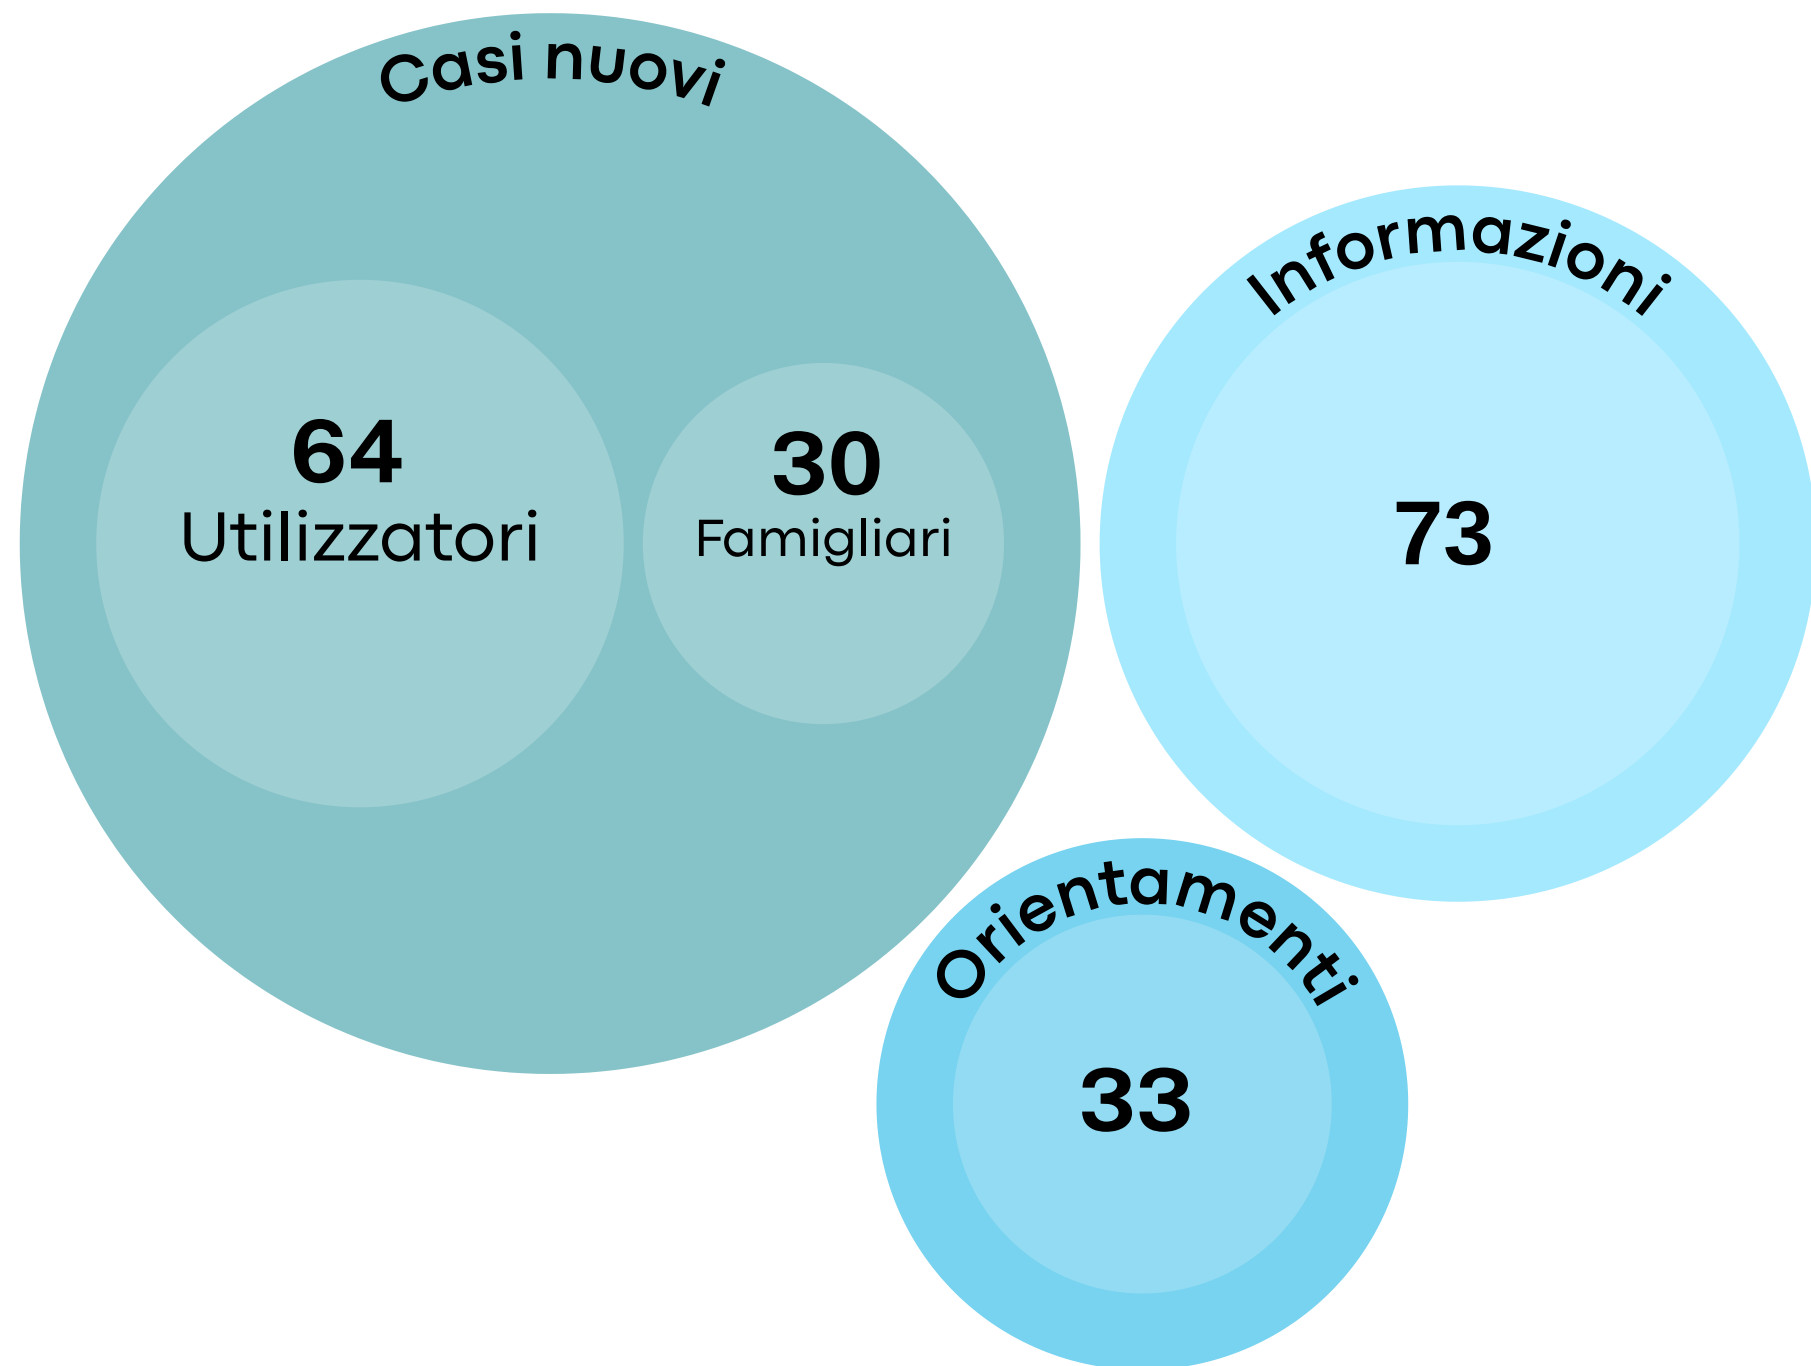 Casi nuovi
64
Utilizzatori
30
Famigliari
Informazioni
73
Orientamenti
33